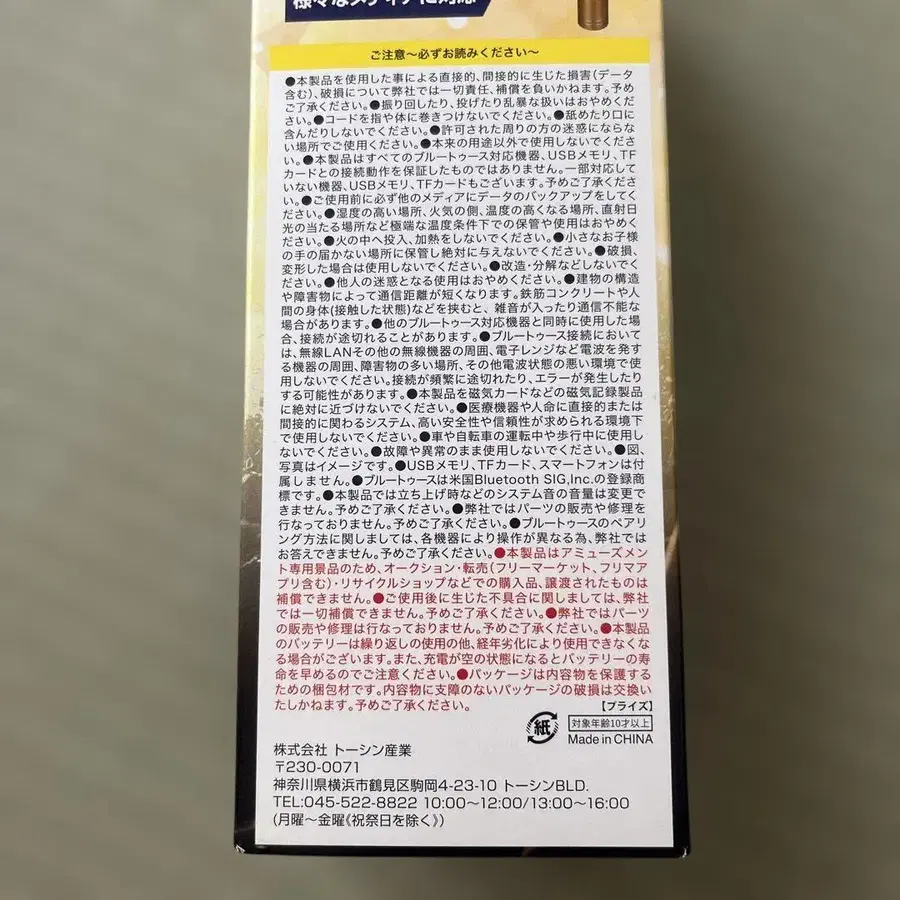 様々なメディアに対応
ご注意～必ずお読みください～
●本製品を使用した事による直接的、間接的に生じた損害(データ
含む)、破損について弊社では一切責任、補償を負いかねます。予め
ご了承ください。●振り回したり、投げたり乱暴な扱いはおやめくだ
さい。●コードを指や体に巻きつけないでください。●舐めたり口に
含んだりしないでください。●許可された周りの方の迷惑にならな
い場所でご使用ください。●本来の用途以外で使用しないでくださ
い。●本製品はすべてのブルートゥース対応機器、USBメモリ、TF
カードとの接続動作を保証したものではありません。一部対応して
いない機器、USBメモリ、TFカードもございます。予めご了承くださ
い。●ご使用前に必ず他のメディアにデータのバックアップをしてく
ださい。●湿度の高い場所、火気の側、温度の高くなる場所、直射日
光の当たる場所など極端な温度条件下での保管や使用はおやめく
ださい。●火の中へ投入、加熱をしないでください。●小さなお子様
の手の届かない場所に保管し絶対に与えないでください。●破損、
変形した場合は使用しないでください。●改造・分解などしないでく
ださい。●他人の迷惑となる使用はおやめください。●建物の構造
や障害物によって通信距離が短くなります。鉄筋コンクリートや人
間の身体(接触した状態)などを挟むと、雑音が入ったり通信不能な
場合があります。●他のブルートゥース対応機器と同時に使用した場
合、接続が途切れることがあります。●ブルートゥース接続において
は、無線LANその他の無線機器の周囲、電子レンジなど電波を発す
る機器の周囲、障害物の多い場所、その他電波状態の悪い環境で使
用しないでください。接続が頻繁に途切れたり、エラーが発生したり
する可能性があります。●本製品を磁気カードなどの磁気記録製品
に絶対に近づけないでください。●医療機器や人命に直接的または
間接的に関わるシステム、高い安全性や信頼性が求められる環境下
で使用しないでください。●車や自転車の運転中や歩行中に使用し
ないでください。●故障や異常のまま使用しないでください。●図、
写真はイメージです。●USBメモリ、TFカード、スマートフォンは付
属しません。●ブルートゥースは米国Bluetooth SIG,Inc.の登録商
標です。●本製品では立ち上げ時などのシステム音の音量は変更で
きません。予めご了承ください。●弊社ではパーツの販売や修理を
行なっておりません。予めご了承ください。●ブルートゥースのペアリ
ング方法に関しましては、各機器により操作が異なる為、弊社では
お答えできません。予めご了承ください。●本製品はアミューズメン
ト専用景品のため、オークション・転売(フリーマーケット、フリマア
プリ含む)・リサイクルショップなどでの購入品、譲渡されたものは
補償できません。●ご使用後に生じた不具合に関しましては、弊社
では一切補償できません。予めご了承ください。●弊社ではパーツ
の販売や修理は行なっておりません。予めご了承ください。●本製品
のバッテリーは繰り返しの使用の他、経年劣化により使用できなくな
る場合がございます。また、充電が空の状態になるとバッテリーの寿
命を早めるのでご注意ください。●パッケージは内容物を保護する
ための梱包材です。内容物に支障のないパッケージの破損は交換い
たしかねます。予めご了承ください。
【プライズ】
紙
対象年齢10才以上
Made in CHINA
株式会社 トーシン産業
〒230-0071
神奈川県横浜市鶴見区駒岡4-23-10 トーシンBLD.
TEL:045-522-8822 10:00~12:00/13:00~16:00
(月曜～金曜《祝祭日を除く》)